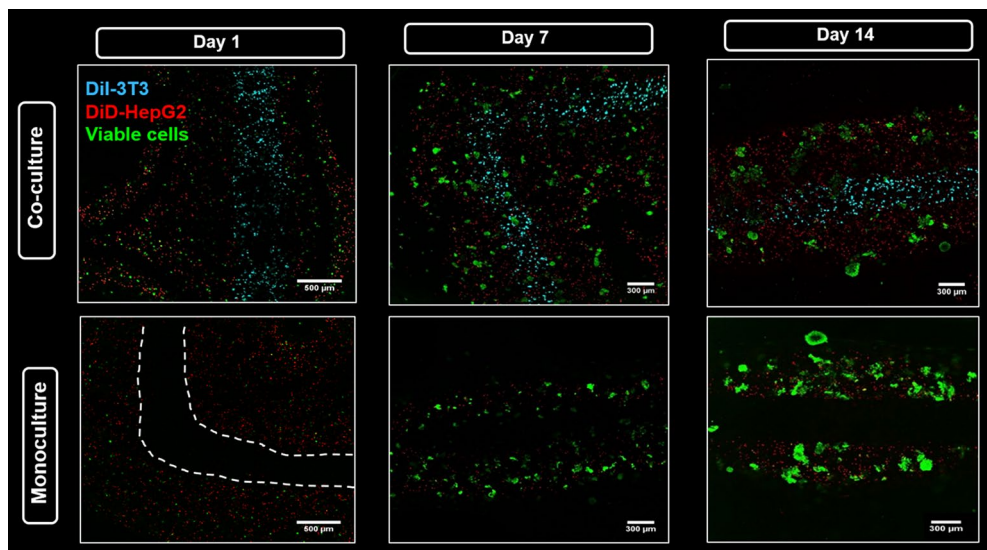 Day 1
Day 7
Day 14
Co-culture
DiI-3T3
DiD-HepG2
Viable cells
500 µm
300 µm
300 µm
Monoculture
500 µm
300 µm
300 µm